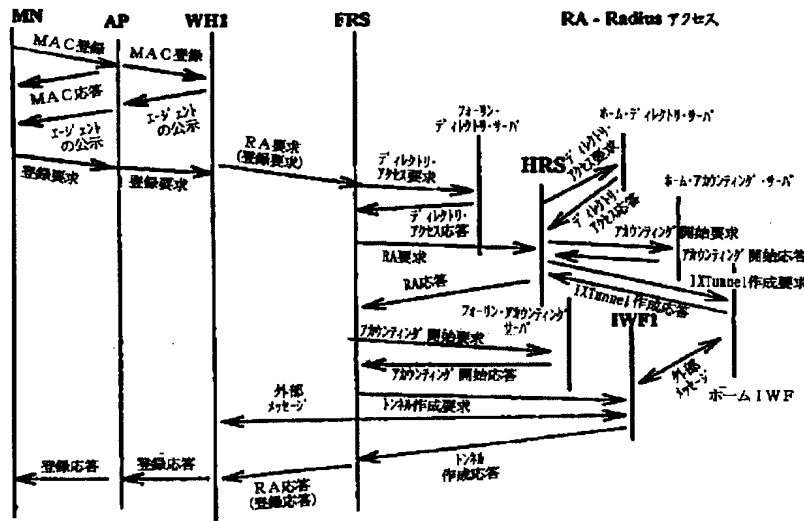 MN
AP
WH1
FRS
RA - Radius アクセス
MAC登録
MAC登録
MAC応答
エージェント
の公示
エージェント
の公示
登録要求
登録要求
RA要求
(登録要求)
フォーリン・
ディレクトリ・サーバ
ディレクトリ・
アクセス要求
ディレクトリ・
アクセス応答
ホーム・ディレクトリ・サーバ
HRS
ディレクトリ・
アクセス要求
ディレクトリ・
アクセス応答
ホーム・アカウンティング・サーバ
アカウンティング開始要求
アカウンティング開始応答
RA要求
RA応答
IXTunnel作成要求
IXTunnel作成応答
フォーリン・アカウンティング
サーバ
IWF1
アカウンティング開始要求
アカウンティング開始応答
外部
メッセージ
ホームIWF
外部
メッセージ
トンネル作成要求
トンネル
作成応答
RA応答
(登録応答)
登録応答
登録応答